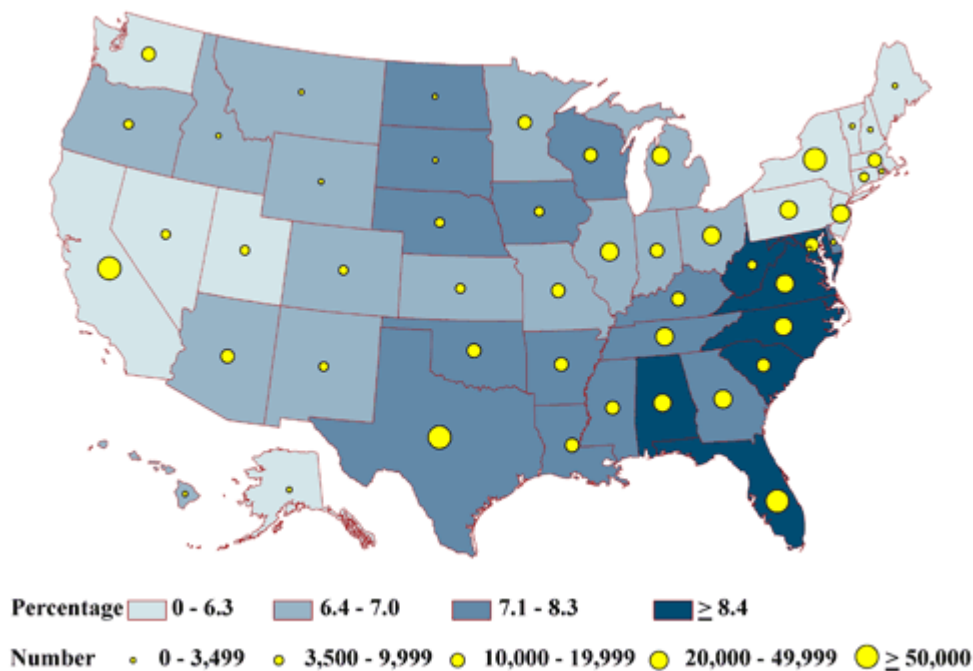 Percentage 0 - 6.3 6.4 - 7.0 7.1 - 8.3 ≥ 8.4
Number 0 - 3,499 3,500 - 9,999 10,000 - 19,999 20,000 - 49,999 ≥ 50,000